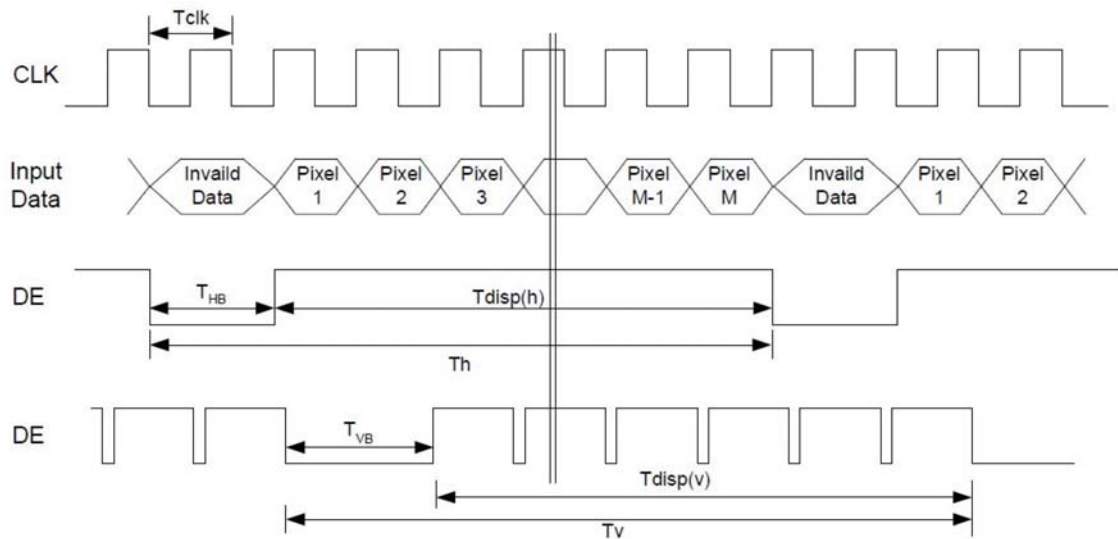 Tclk
CLK
Input
Data
Invaild
Data
Pixel
1
Pixel
2
Pixel
3
Pixel
M-1
Pixel
M
Invaild
Data
Pixel
1
Pixel
2
DE
THB
Tdisp(h)
Th
DE
TVB
Tdisp(v)
Tv